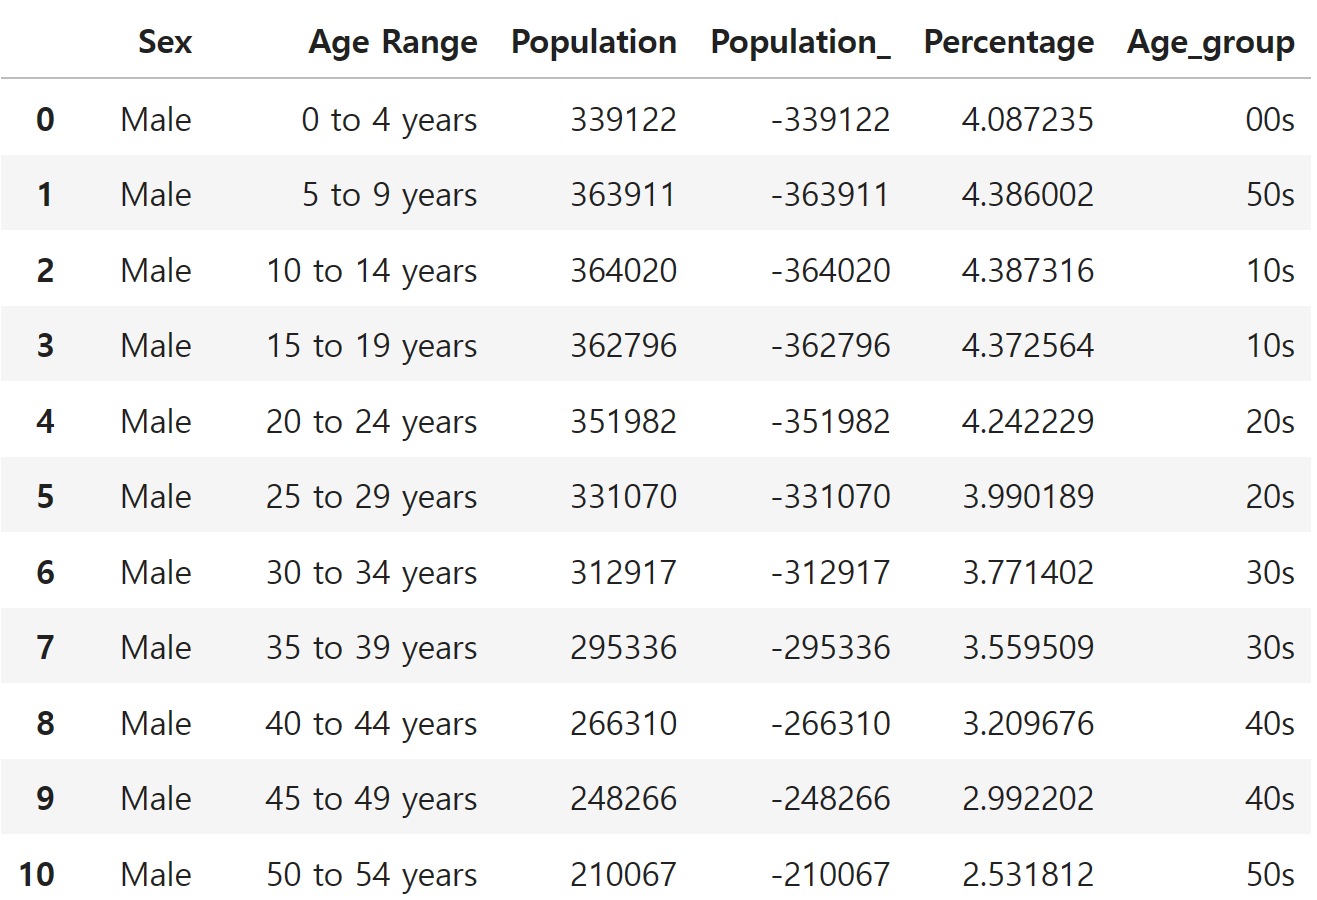 Sex Age Range Population Population_ Percentage Age_group
0 Male 0 to 4 years 339122 -339122 4.087235 00s
1 Male 5 to 9 years 363911 -363911 4.386002 50s
2 Male 10 to 14 years 364020 -364020 4.387316 10s
3 Male 15 to 19 years 362796 -362796 4.372564 10s
4 Male 20 to 24 years 351982 -351982 4.242229 20s
5 Male 25 to 29 years 331070 -331070 3.990189 20s
6 Male 30 to 34 years 312917 -312917 3.771402 30s
7 Male 35 to 39 years 295336 -295336 3.559509 30s
8 Male 40 to 44 years 266310 -266310 3.209676 40s
9 Male 45 to 49 years 248266 -248266 2.992202 40s
10 Male 50 to 54 years 210067 -210067 2.531812 50s